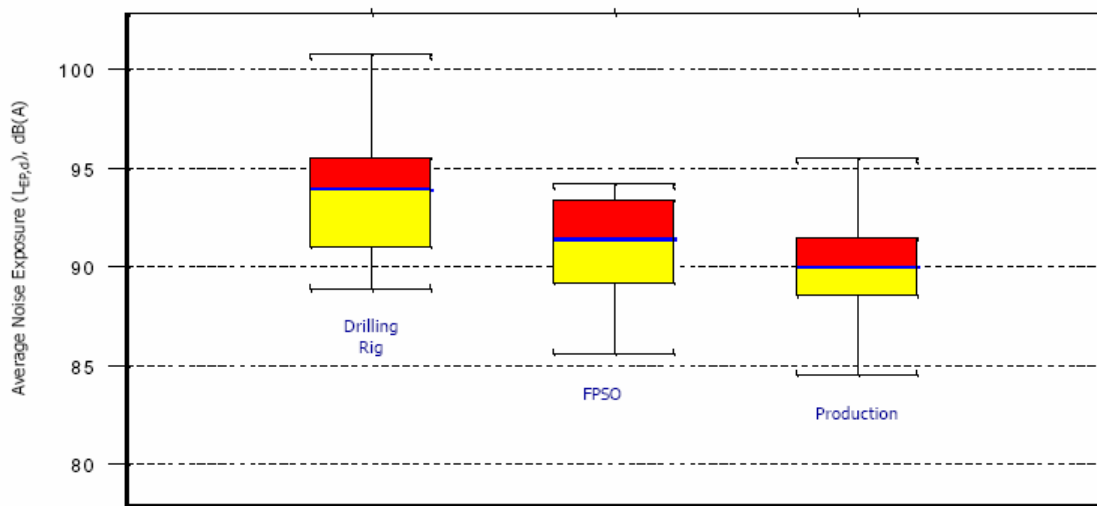 Average Noise Exposure (LEP,d), dB(A)
100
95
90
85
80
Drilling
Rig
FPSO
Production